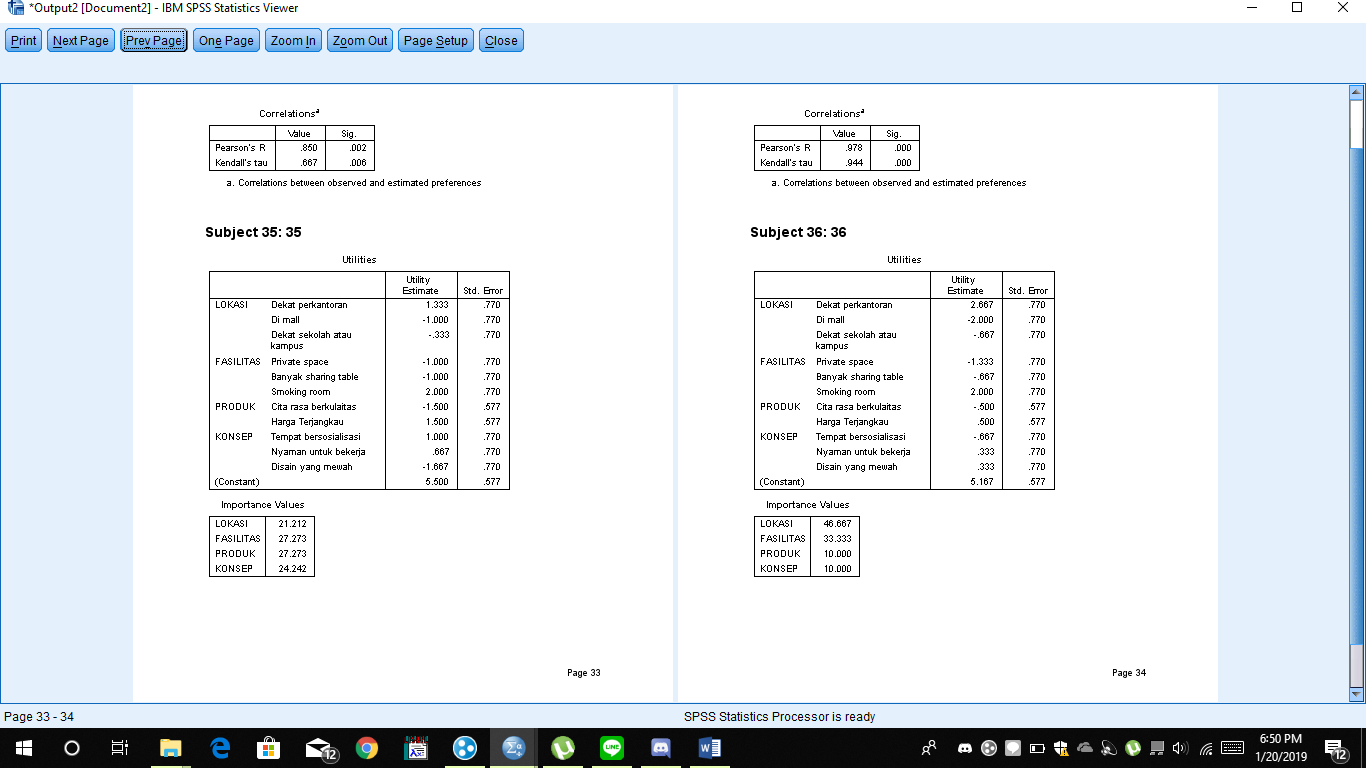 *Output2 [Document2] - IBM SPSS Statistics Viewer
Print Next Page Prev Page One Page Zoom In Zoom Out Page Setup Close
Correlationsª
Value Sig.
Pearson's R .850 .002
Kendall's tau .667 .006
a. Correlations between observed and estimated preferences
Subject 35: 35
Utilities
Utility
Estimate Std. Error
LOKASI Dekat perkantoran 1.333 .770
Di mall -1.000 .770
Dekat sekolah atau -.333 .770
kampus
FASILITAS Private space -1.000 .770
Banyak sharing table -1.000 .770
Smoking room 2.000 .770
PRODUK Cita rasa berkulaitas -1.500 .577
Harga Terjangkau 1.500 .577
KONSEP Tempat bersosialisasi 1.000 .770
Nyaman untuk bekerja .667 .770
Disain yang mewah -1.667 .770
(Constant) 5.500 .577
Importance Values
LOKASI 21.212
FASILITAS 27.273
PRODUK 27.273
KONSEP 24.242
Page 33
Correlationsª
Value Sig.
Pearson's R .978 .000
Kendall's tau .944 .000
a. Correlations between observed and estimated preferences
Subject 36: 36
Utilities
Utility
Estimate Std. Error
LOKASI Dekat perkantoran 2.667 .770
Di mall -2.000 .770
Dekat sekolah atau -.667 .770
kampus
FASILITAS Private space -1.333 .770
Banyak sharing table -.667 .770
Smoking room 2.000 .770
PRODUK Cita rasa berkulaitas -.500 .577
Harga Terjangkau .500 .577
KONSEP Tempat bersosialisasi -.667 .770
Nyaman untuk bekerja .333 .770
Disain yang mewah .333 .770
(Constant) 5.167 .577
Importance Values
LOKASI 46.667
FASILITAS 33.333
PRODUK 10.000
KONSEP 10.000
Page 34
Page 33 - 34 SPSS Statistics Processor is ready
12
LINE
6:50 PM
1/20/2019
12